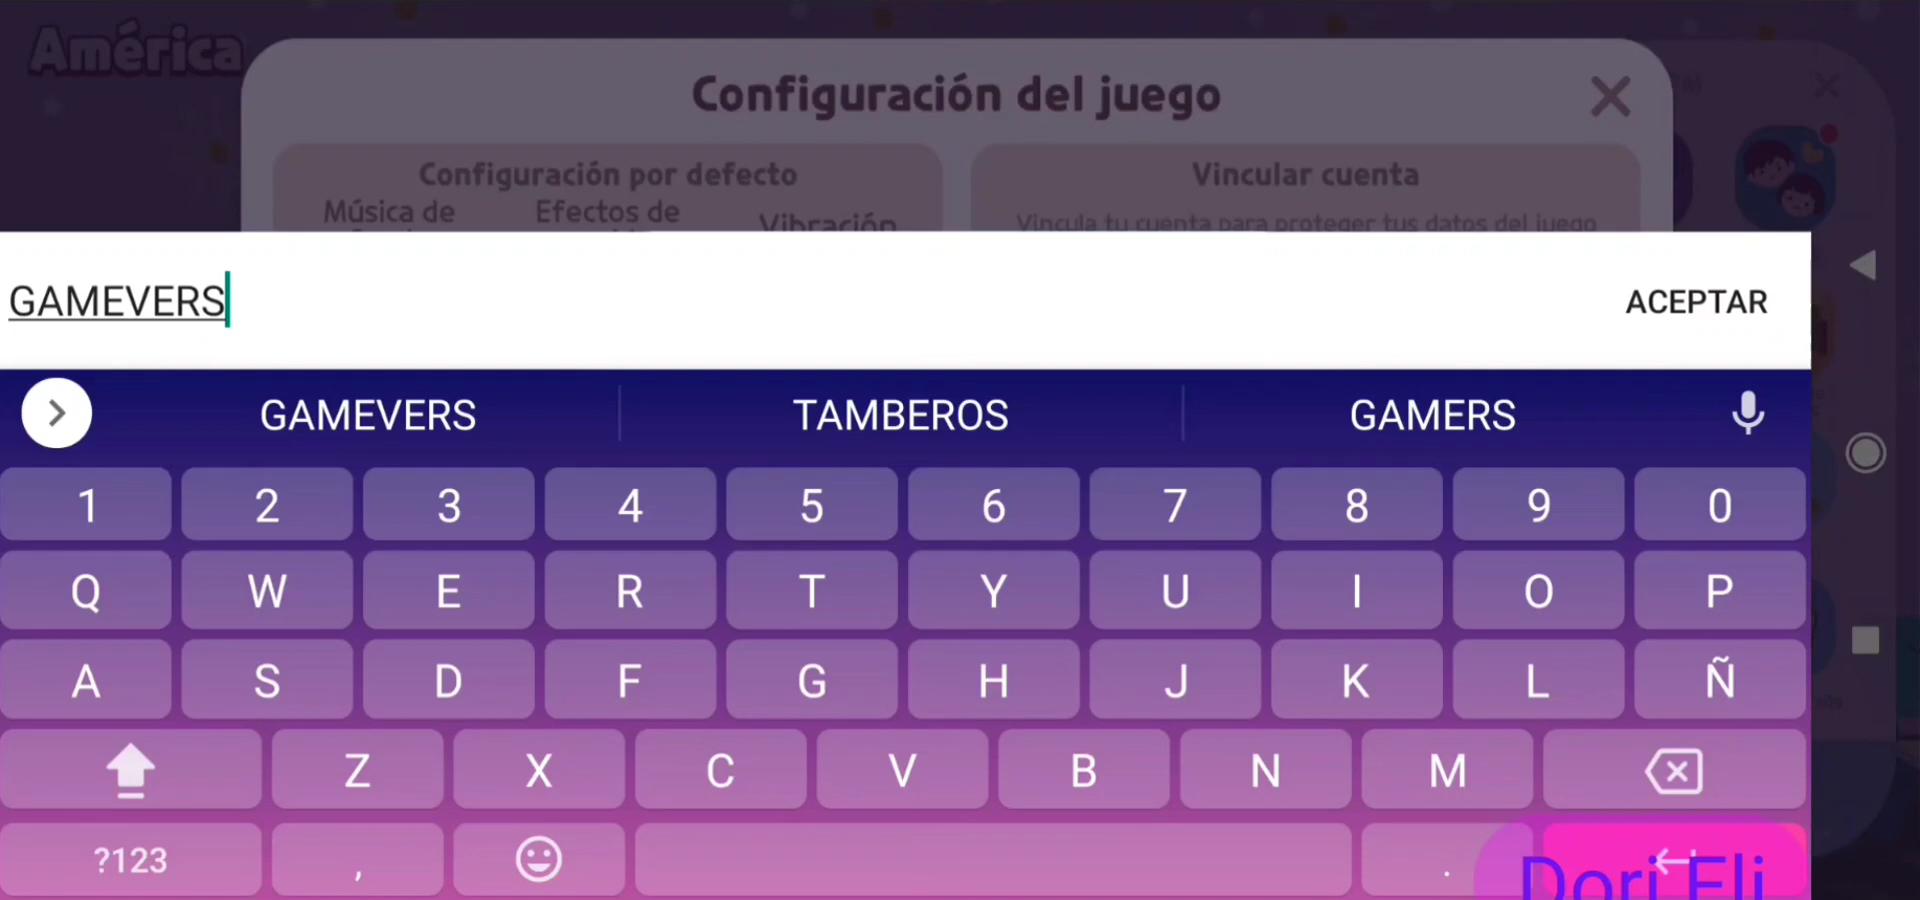 América
Configuración del juego
Configuración por defecto
Vincular cuenta
Música de
Efectos de
Vibración
Vincula tu cuenta para proteger tus datos del juego
GAMEVERS
ACEPTAR
GAMEVERS
TAMBEROS
GAMERS
1 2 3 4 5 6 7 8 9 0
Q W E R T Y U I O P
A S D F G H J K L Ñ
Z X C V B N M
?123 , .
Dori Eli